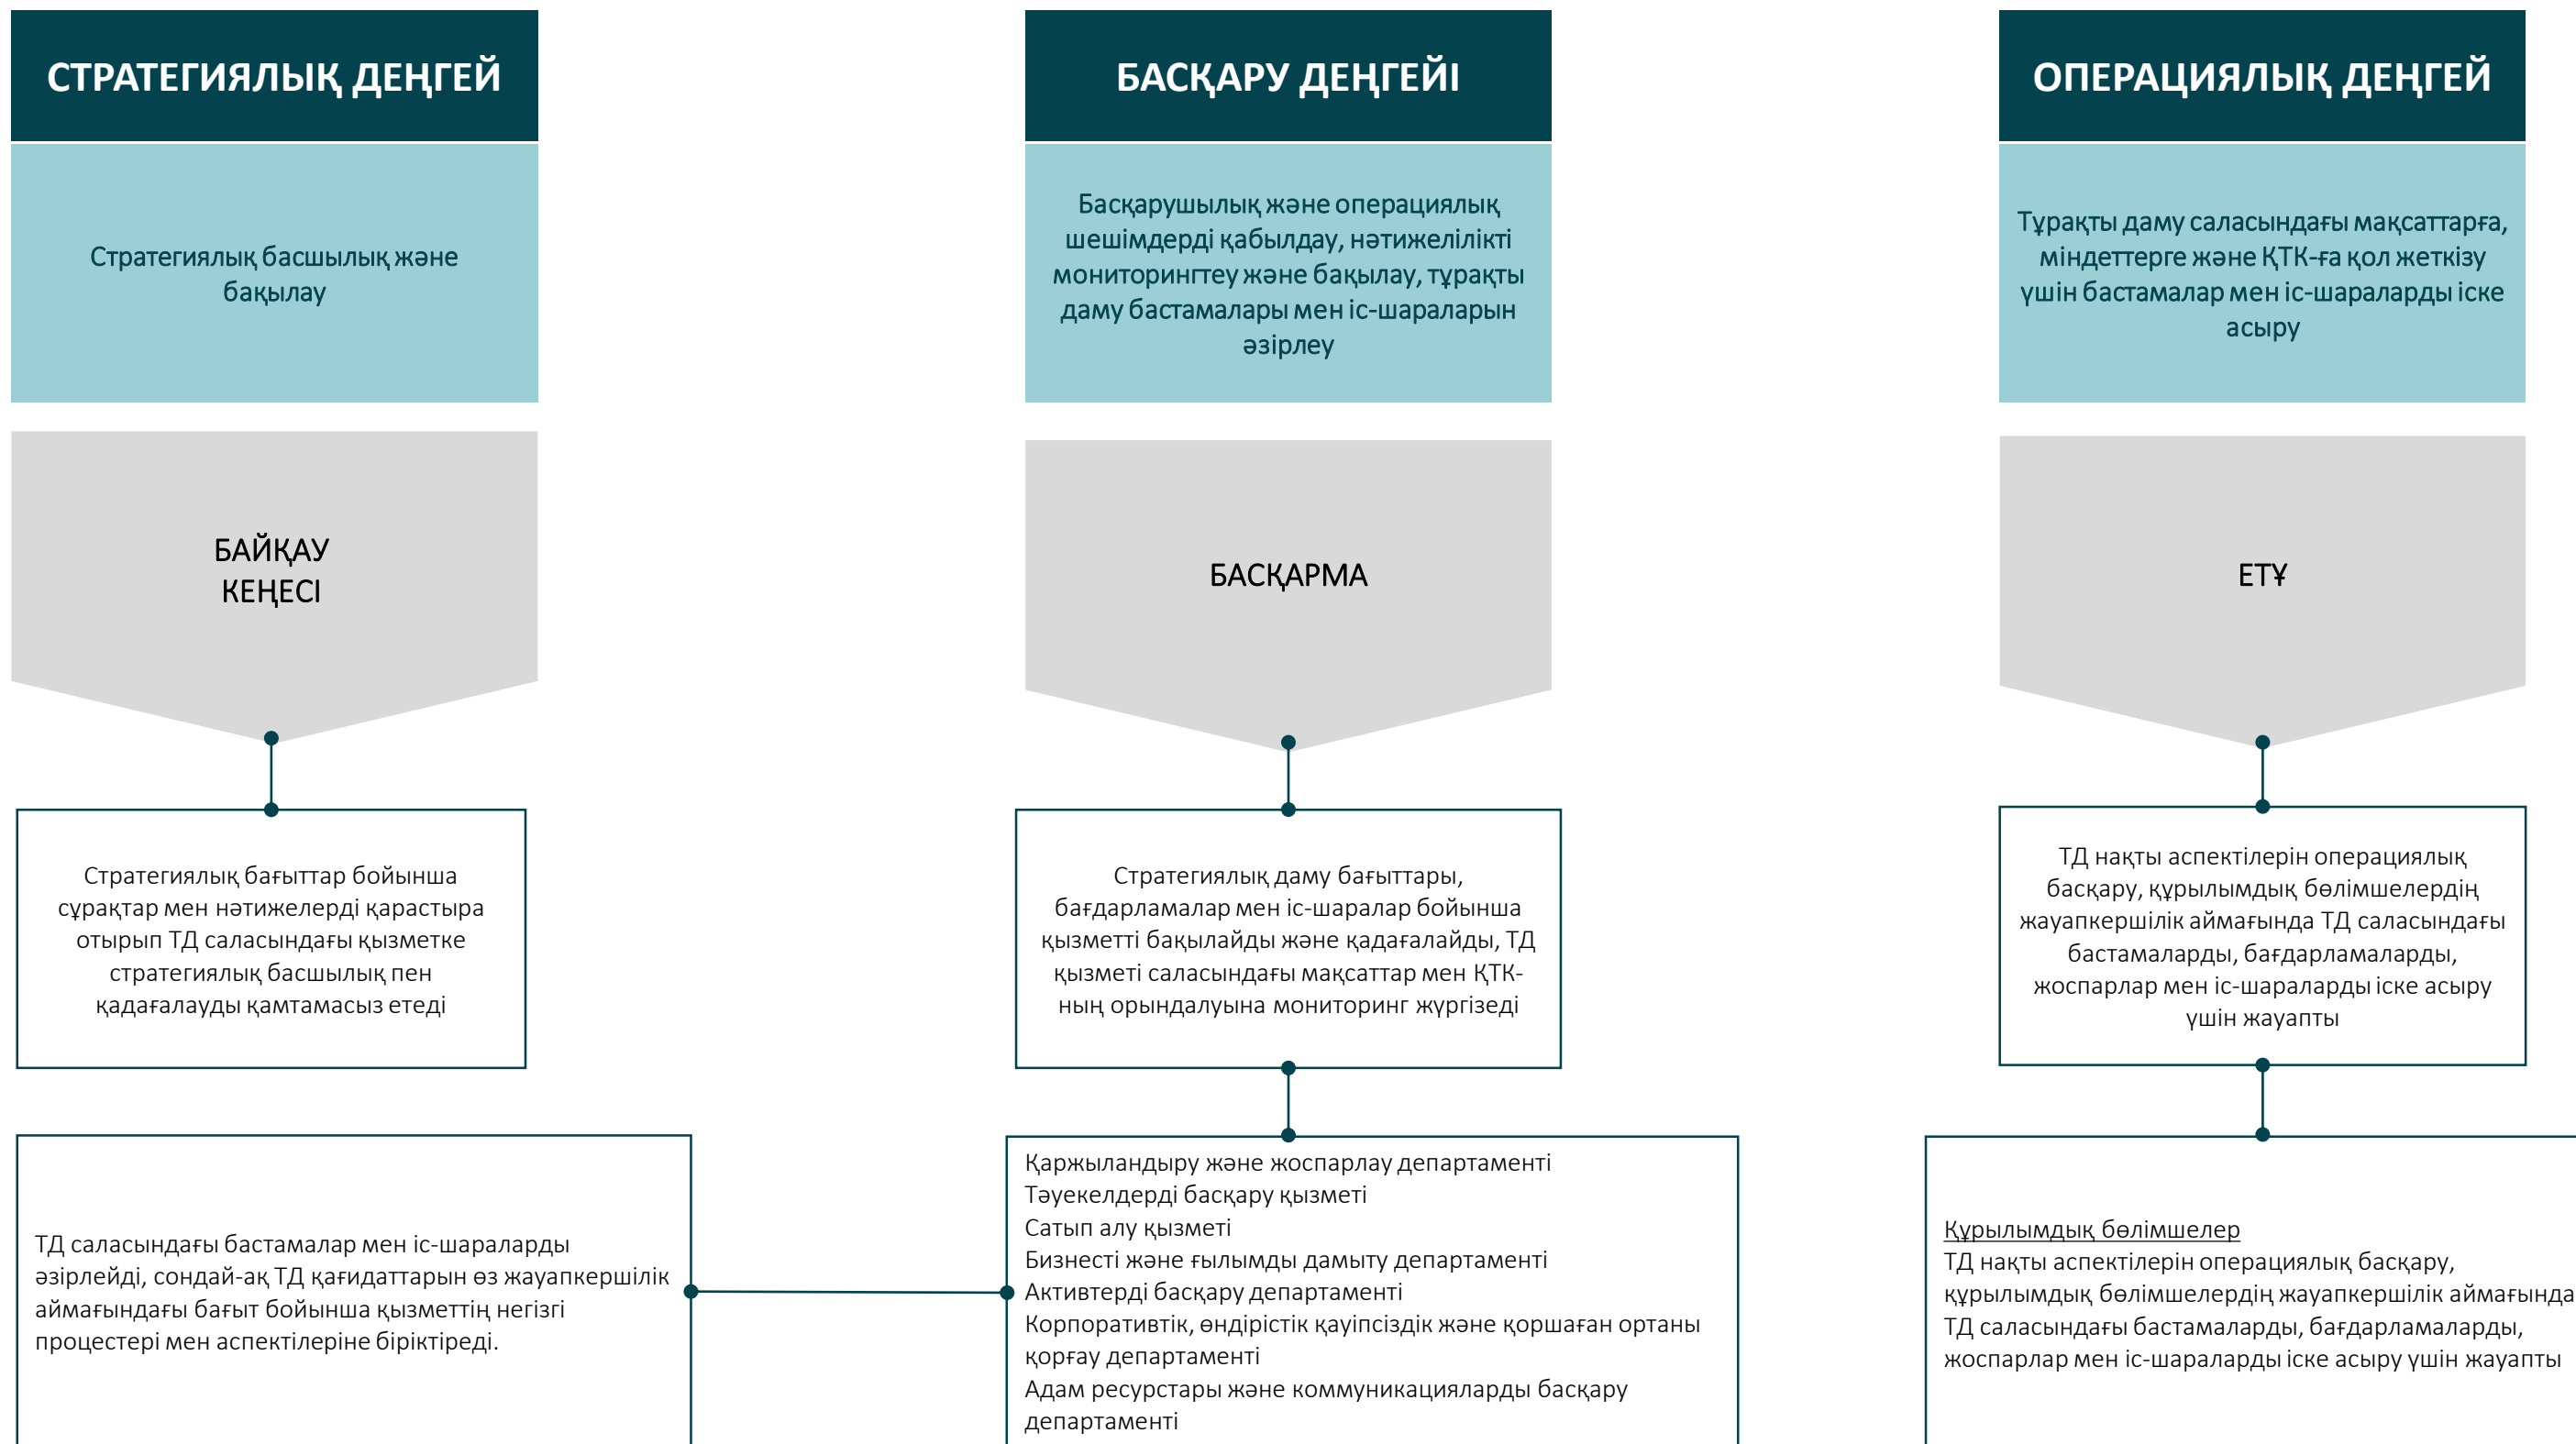 СТРАТЕГИЯЛЫҚ ДЕҢГЕЙ
Стратегиялық басшылық және
бақылау
БАЙҚАУ
КЕҢЕСІ
Стратегиялық бағыттар бойынша
сұрақтар мен нәтижелерді қарастыра
отырып ТД саласындағы қызметке
стратегиялық басшылық пен
қадағалауды қамтамасыз етеді
ТД саласындағы бастамалар мен іс-шараларды
әзірлейді, сондай-ақ ТД қағидаттарын өз жауапкершілік
аймағындағы бағыт бойынша қызметтің негізгі
процестері мен аспектілеріне біріктіреді.
БАСҚАРУ ДЕҢГЕЙІ
Басқарушылық және операциялық
шешімдерді қабылдау, нәтижелілікті
мониторингтеу және бақылау, тұрақты
даму бастамалары мен іс-шараларын
әзірлеу
БАСҚАРМА
Стратегиялық даму бағыттары,
бағдарламалар мен іс-шаралар бойынша
қызметті бақылайды және қадағалайды, ТД
қызметі саласындағы мақсаттар мен ҚТК-
ның орындалуына мониторинг жүргізеді
Қаржыландыру және жоспарлау департаменті
Тәуекелдерді басқару қызметі
Сатып алу қызметі
Бизнесті және ғылымды дамыту департаменті
Активтерді басқару департаменті
Корпоративтік, өндірістік қауіпсіздік және қоршаған ортаны
қорғау департаменті
Адам ресурстары және коммуникацияларды басқару
департаменті
ОПЕРАЦИЯЛЫҚ ДЕҢГЕЙ
Тұрақты даму саласындағы мақсаттарға,
міндеттерге және ҚТК-ға қол жеткізу
үшін бастамалар мен іс-шараларды іске
асыру
ЕТҰ
ТД нақты аспектілерін операциялық
басқару, құрылымдық бөлімшелердің
жауапкершілік аймағында ТД саласындағы
бастамаларды, бағдарламаларды,
жоспарлар мен іс-шараларды іске асыру
үшін жауапты
Құрылымдық бөлімшелер
ТД нақты аспектілерін операциялық басқару,
құрылымдық бөлімшелердің жауапкершілік аймағында
ТД саласындағы бастамаларды, бағдарламаларды,
жоспарлар мен іс-шараларды іске асыру үшін жауапты